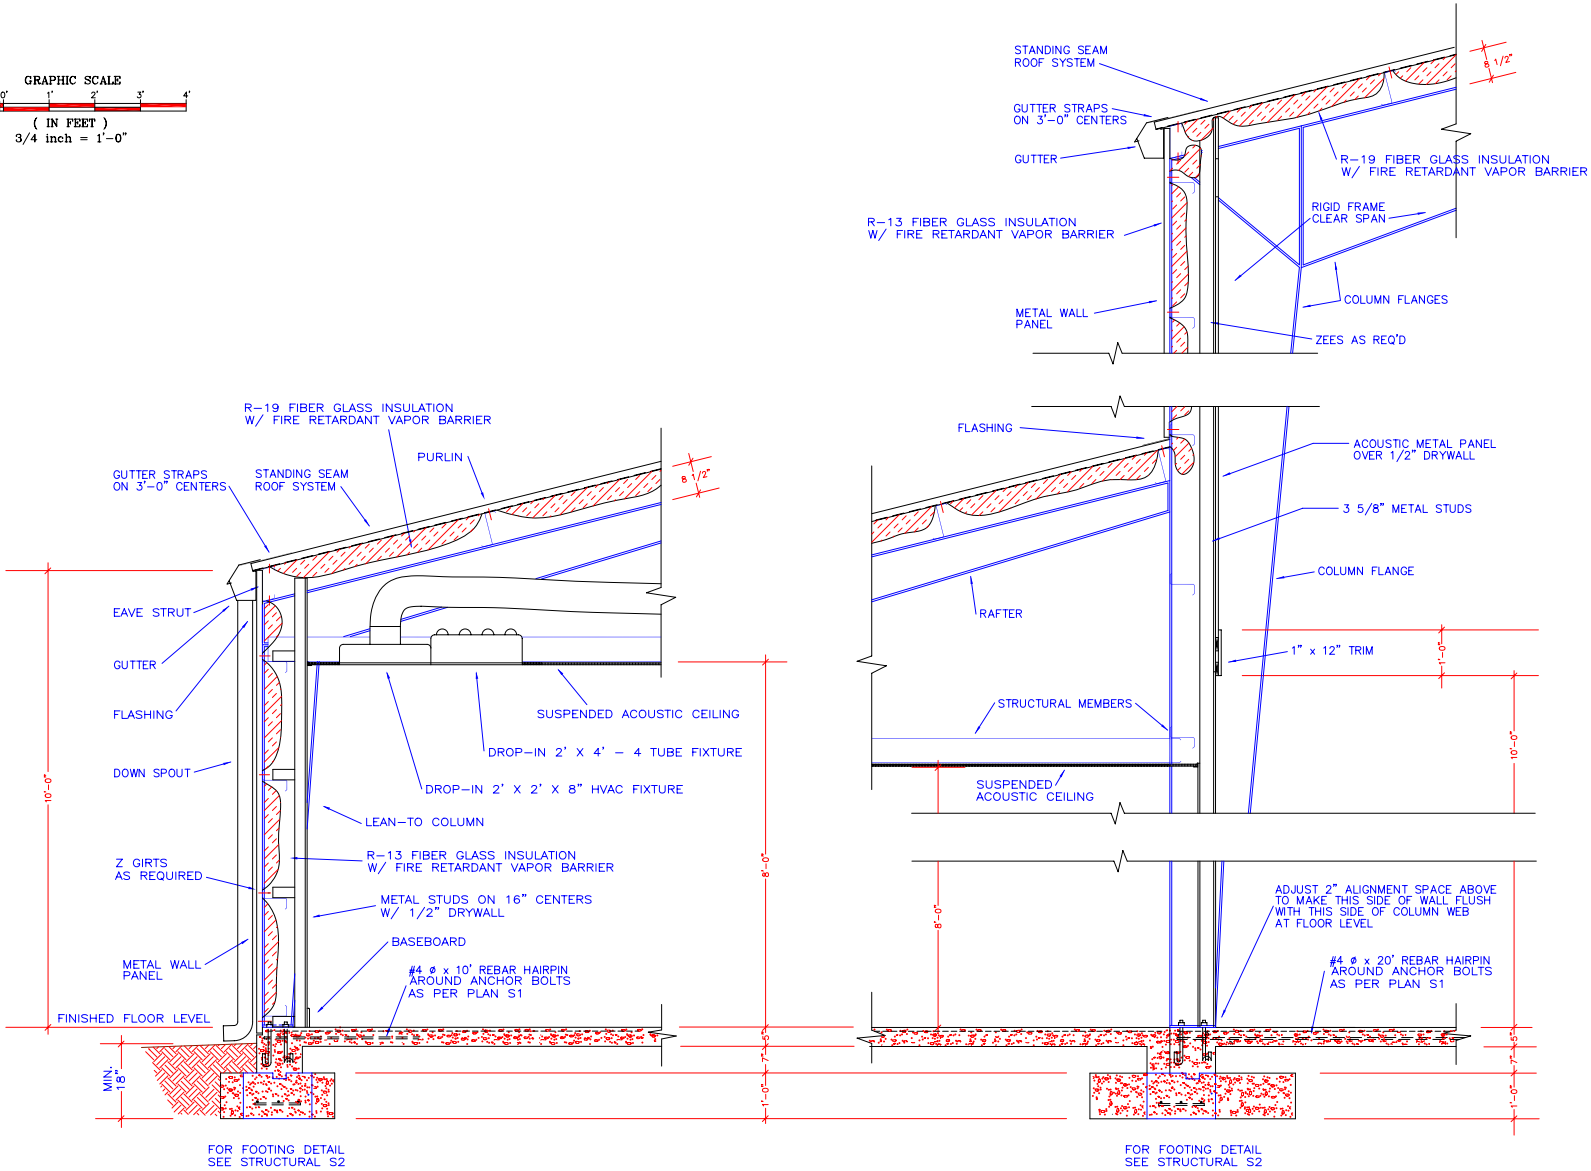 GRAPHIC SCALE
0' 1' 2' 3' 4'
( IN FEET )
3/4 inch = 1'-0"
STANDING SEAM
ROOF SYSTEM
8 1/2"
GUTTER STRAPS
ON 3'-0" CENTERS
GUTTER
R-19 FIBER GLASS INSULATION
W/ FIRE RETARDANT VAPOR BARRIER
RIGID FRAME
CLEAR SPAN
R-13 FIBER GLASS INSULATION
W/ FIRE RETARDANT VAPOR BARRIER
COLUMN FLANGES
METAL WALL
PANEL
ZEES AS REQ'D
R-19 FIBER GLASS INSULATION
W/ FIRE RETARDANT VAPOR BARRIER
PURLIN
GUTTER STRAPS
ON 3'-0" CENTERS
STANDING SEAM
ROOF SYSTEM
8 1/2"
FLASHING
ACOUSTIC METAL PANEL
OVER 1/2" DRYWALL
3 5/8" METAL STUDS
COLUMN FLANGE
RAFTER
EAVE STRUT
GUTTER
FLASHING
DOWN SPOUT
10'-0"
1" x 12" TRIM
1'-0"
STRUCTURAL MEMBERS
SUSPENDED ACOUSTIC CEILING
DROP-IN 2' X 4' - 4 TUBE FIXTURE
DROP-IN 2' X 2' X 8" HVAC FIXTURE
10'-0"
SUSPENDED
ACOUSTIC CEILING
LEAN-TO COLUMN
R-13 FIBER GLASS INSULATION
W/ FIRE RETARDANT VAPOR BARRIER
Z GIRTS
AS REQUIRED
8'-0"
METAL STUDS ON 16" CENTERS
W/ 1/2" DRYWALL
8'-0"
ADJUST 2" ALIGNMENT SPACE ABOVE
TO MAKE THIS SIDE OF WALL FLUSH
WITH THIS SIDE OF COLUMN WEB
AT FLOOR LEVEL
BASEBOARD
METAL WALL
PANEL
#4 ø x 10' REBAR HAIRPIN
AROUND ANCHOR BOLTS
AS PER PLAN S1
#4 ø x 20' REBAR HAIRPIN
AROUND ANCHOR BOLTS
AS PER PLAN S1
FINISHED FLOOR LEVEL
5"
7"
1'-0"
5"
7"
1'-0"
MIN.
18"
FOR FOOTING DETAIL
SEE STRUCTURAL S2
FOR FOOTING DETAIL
SEE STRUCTURAL S2